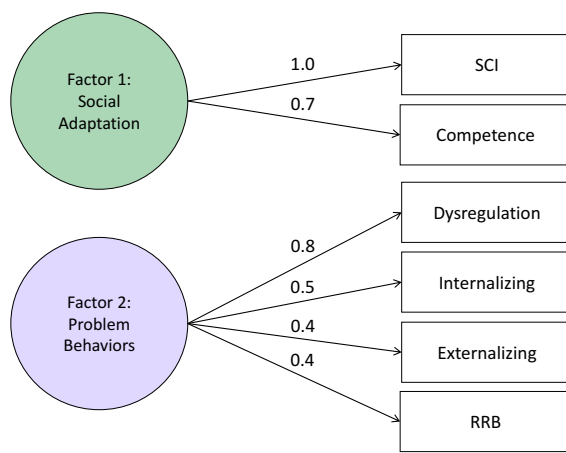 Factor 1:
Social
Adaptation
1.0
SCI
0.7
Competence
Factor 2:
Problem
Behaviors
0.8
Dysregulation
0.5
Internalizing
0.4
Externalizing
0.4
RRB